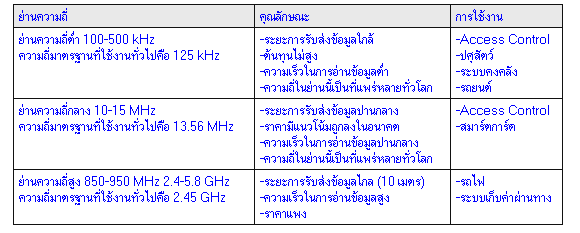 ย่านความถี่ คุณลักษณะ การใช้งาน
ย่านความถี่ต่ำ 100-500 kHz
ความถี่มาตรฐานที่ใช้งานทั่วไปคือ 125 kHz
-ระยะการรับส่งข้อมูลใกล้
-ต้นทุนไม่สูง
-ความเร็วในการอ่านข้อมูลต่ำ
-ความถี่ในย่านนี้เป็นที่แพร่หลายทั่วโลก
-Access Control
-ปศุสัตว์
-ระบบคงคลัง
-รถยนต์
ย่านความถี่กลาง 10-15 MHz
ความถี่มาตรฐานที่ใช้งานทั่วไปคือ 13.56 MHz
-ระยะการรับส่งข้อมูลปานกลาง
-ราคามีแนวโน้มถูกลงในอนาคต
-ความเร็วในการอ่านข้อมูลปานกลาง
-ความถี่ในย่านนี้เป็นที่แพร่หลายทั่วโลก
-Access Control
-สมาร์ตการ์ด
ย่านความถี่สูง 850-950 MHz 2.4-5.8 GHz
ความถี่มาตรฐานที่ใช้งานทั่วไปคือ 2.45 GHz
-ระยะการรับส่งข้อมูลไกล (10 เมตร)
-ความเร็วในการอ่านข้อมูลสูง
-ราคาแพง
-รถไฟ
-ระบบเก็บค่าผ่านทาง